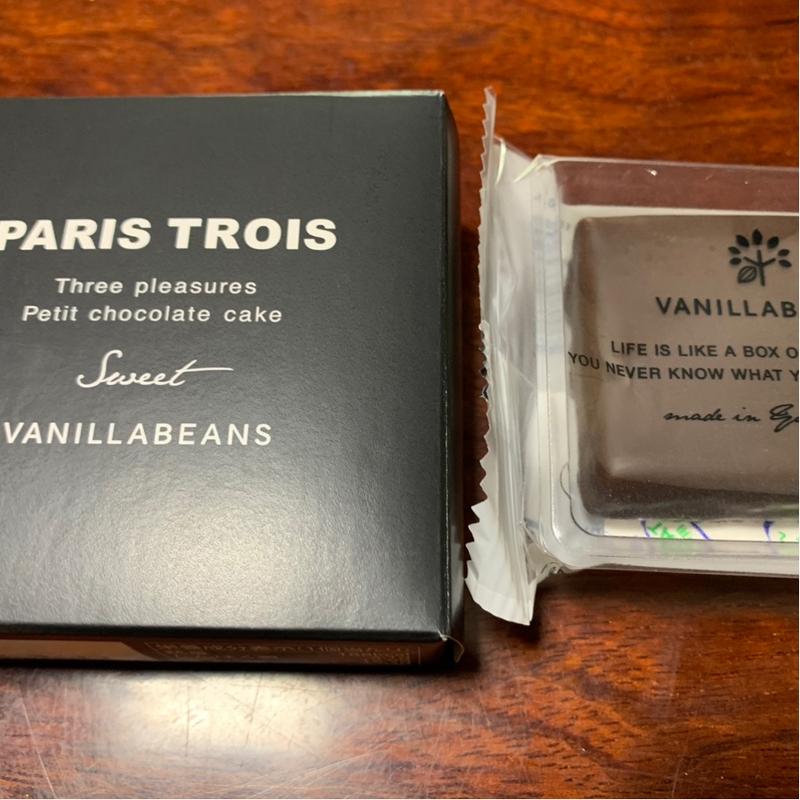 PARIS TROIS
Three pleasures
Petit chocolate cake
Sweet
VANILLABEANS
VANILLAB
LIFE IS LIKE A BOX O
YOU NEVER KNOW WHAT Y
made in